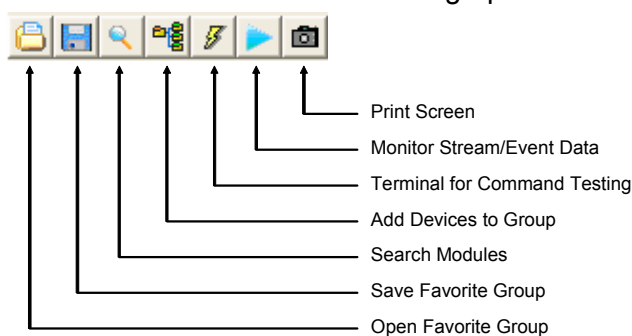 Print Screen
Monitor Stream/Event Data
Terminal for Command Testing
Add Devices to Group
Search Modules
Save Favorite Group
Open Favorite Group